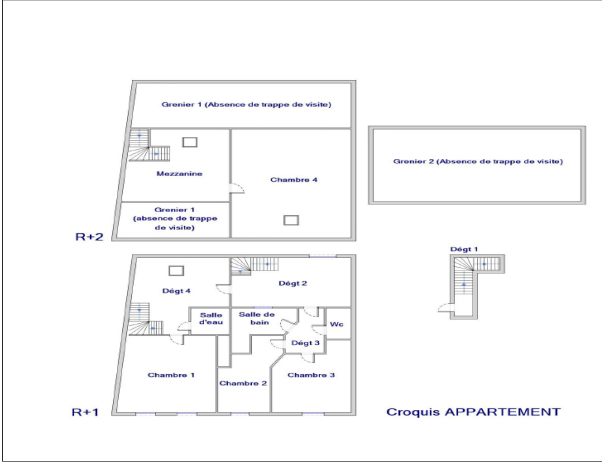 Grenier 1 (Absence de trappe de visite)
Grenier 2 (Absence de trappe de visite)
Mezzanine
Chambre 4
Grenier 1
(absence de trappe
de visite)
R+2
Dégt 1
Dégt 2
Dégt 4
Salle
d'eau
Salle de
bain
Wc
Dégt 3
Chambre 1
Chambre 2
Chambre 3
R+1
Croquis APPARTEMENT